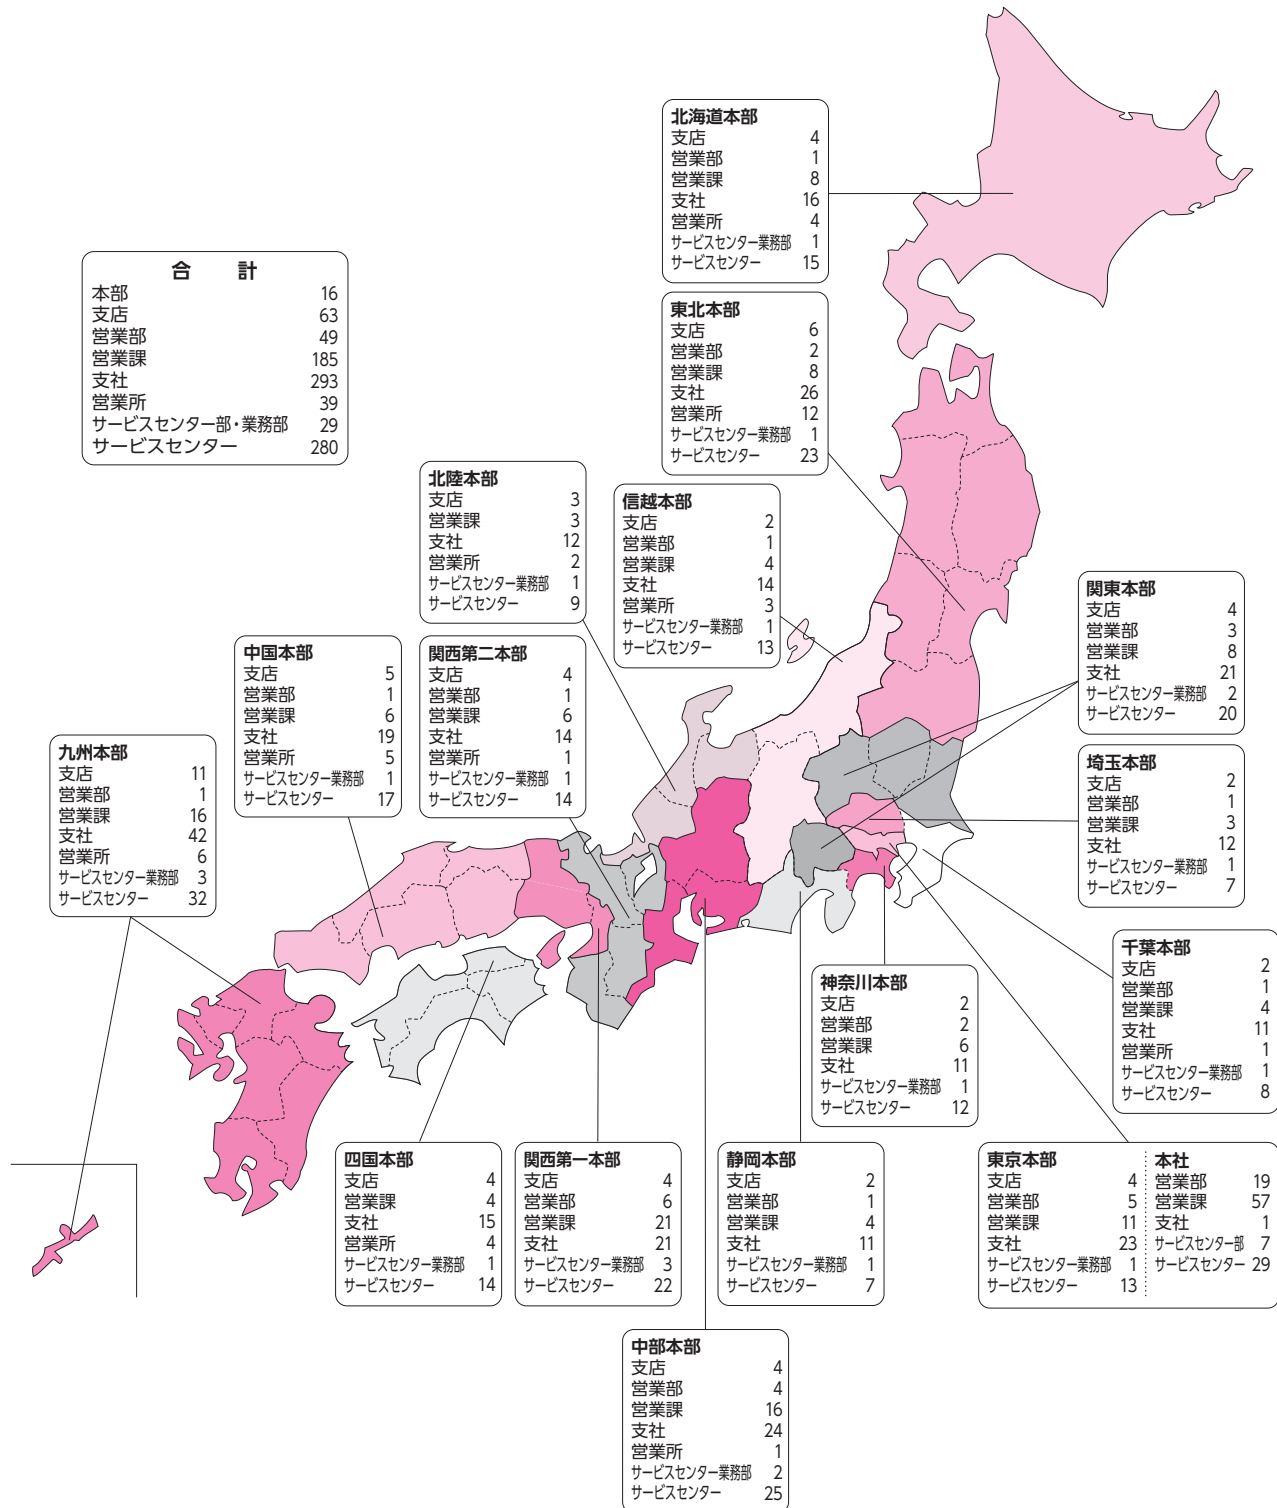 北海道本部
支店 4
営業部 1
営業課 8
支社 16
営業所 4
サービスセンター業務部 1
サービスセンター 15
合 計
本部 16
支店 63
営業部 49
営業課 185
支社 293
営業所 39
サービスセンター部・業務部 29
サービスセンター 280
東北本部
支店 6
営業部 2
営業課 8
支社 26
営業所 12
サービスセンター業務部 1
サービスセンター 23
北陸本部
支店 3
営業課 3
支社 12
営業所 2
サービスセンター業務部 1
サービスセンター 9
信越本部
支店 2
営業部 1
営業課 4
支社 14
営業所 3
サービスセンター業務部 1
サービスセンター 13
関東本部
支店 4
営業部 3
営業課 8
支社 21
サービスセンター業務部 2
サービスセンター 20
中国本部
支店 5
営業部 1
営業課 6
支社 19
営業所 5
サービスセンター業務部 1
サービスセンター 17
関西第二本部
支店 4
営業部 1
営業課 6
支社 14
営業所 1
サービスセンター業務部 1
サービスセンター 14
九州本部
支店 11
営業部 1
営業課 16
支社 42
営業所 6
サービスセンター業務部 3
サービスセンター 32
埼玉本部
支店 2
営業部 1
営業課 3
支社 12
サービスセンター業務部 1
サービスセンター 7
千葉本部
支店 2
営業部 1
営業課 4
支社 11
営業所 1
サービスセンター業務部 1
サービスセンター 8
神奈川本部
支店 2
営業部 2
営業課 6
支社 11
サービスセンター業務部 1
サービスセンター 12
四国本部
支店 4
営業課 4
支社 15
営業所 4
サービスセンター業務部 1
サービスセンター 14
関西第一本部
支店 4
営業部 6
営業課 21
支社 21
サービスセンター業務部 3
サービスセンター 22
静岡本部
支店 2
営業部 1
営業課 4
支社 11
サービスセンター業務部 1
サービスセンター 7
東京本部
支店 4
営業部 5
営業課 11
支社 23
サービスセンター業務部 1
サービスセンター 13
本社
営業部 19
営業課 57
支社 1
サービスセンター部 7
サービスセンター 29
中部本部
支店 4
営業部 4
営業課 16
支社 24
営業所 1
サービスセンター業務部 2
サービスセンター 25